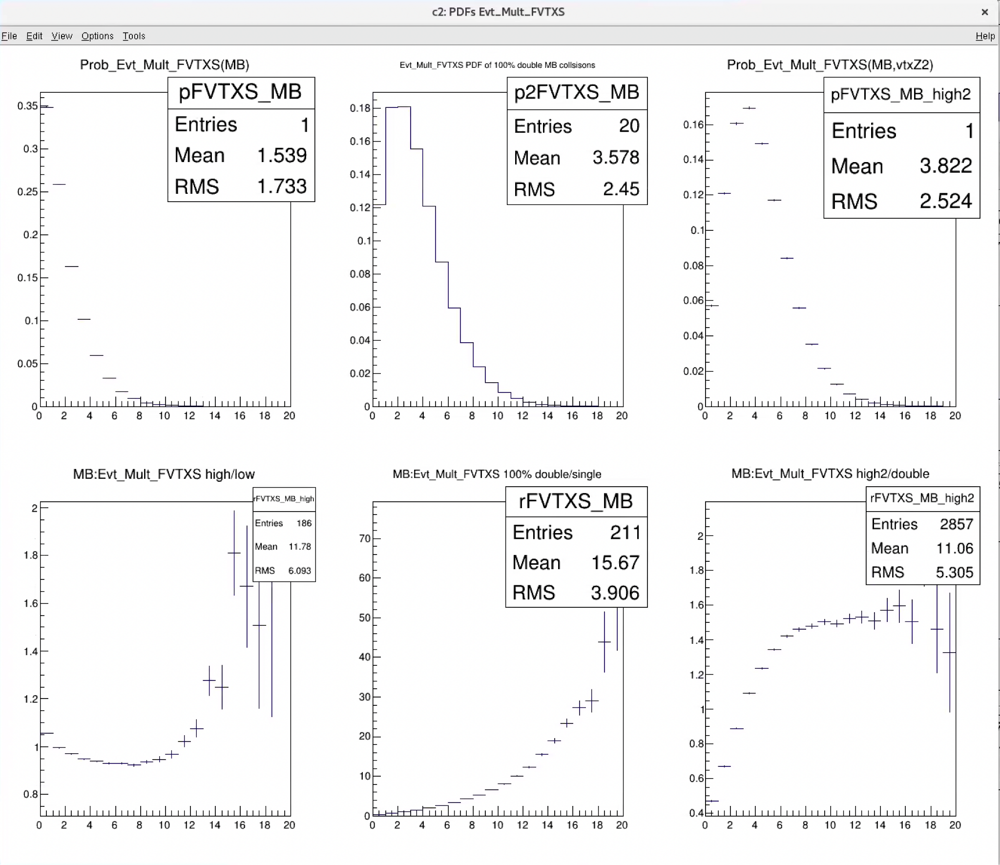 c2: PDFs Evt_Mult_FVTXS
File Edit View Options Tools Help
Prob_Evt_Mult_FVTXS(MB)
pFVTXS_MB
Entries 1
Mean 1.539
RMS 1.733
0.35
0.3
0.25
0.2
0.15
0.1
0.05
0
0 2 4 6 8 10 12 14 16 18 20
Evt_Mult_FVTXS PDF of 100% double MB collsisons
p2FVTXS_MB
Entries 20
Mean 3.578
RMS 2.45
0.18
0.16
0.14
0.12
0.1
0.08
0.06
0.04
0.02
0
0 2 4 6 8 10 12 14 16 18 20
Prob_Evt_Mult_FVTXS(MB,vtxZ2)
pFVTXS_MB_high2
Entries 1
Mean 3.822
RMS 2.524
0.16
0.14
0.12
0.1
0.08
0.06
0.04
0.02
0
0 2 4 6 8 10 12 14 16 18 20
MB:Evt_Mult_FVTXS high/low
rFVTXS_MB_high
Entries 186
Mean 11.78
RMS 6.093
2
1.8
1.6
1.4
1.2
1
0.8
0 2 4 6 8 10 12 14 16 18 20
MB:Evt_Mult_FVTXS 100% double/single
rFVTXS_MB
Entries 211
Mean 15.67
RMS 3.906
70
60
50
40
30
20
10
0
0 2 4 6 8 10 12 14 16 18 20
MB:Evt_Mult_FVTXS high2/double
rFVTXS_MB_high2
Entries 2857
Mean 11.06
RMS 5.305
2
1.8
1.6
1.4
1.2
1
0.8
0.6
0.4
0 2 4 6 8 10 12 14 16 18 20